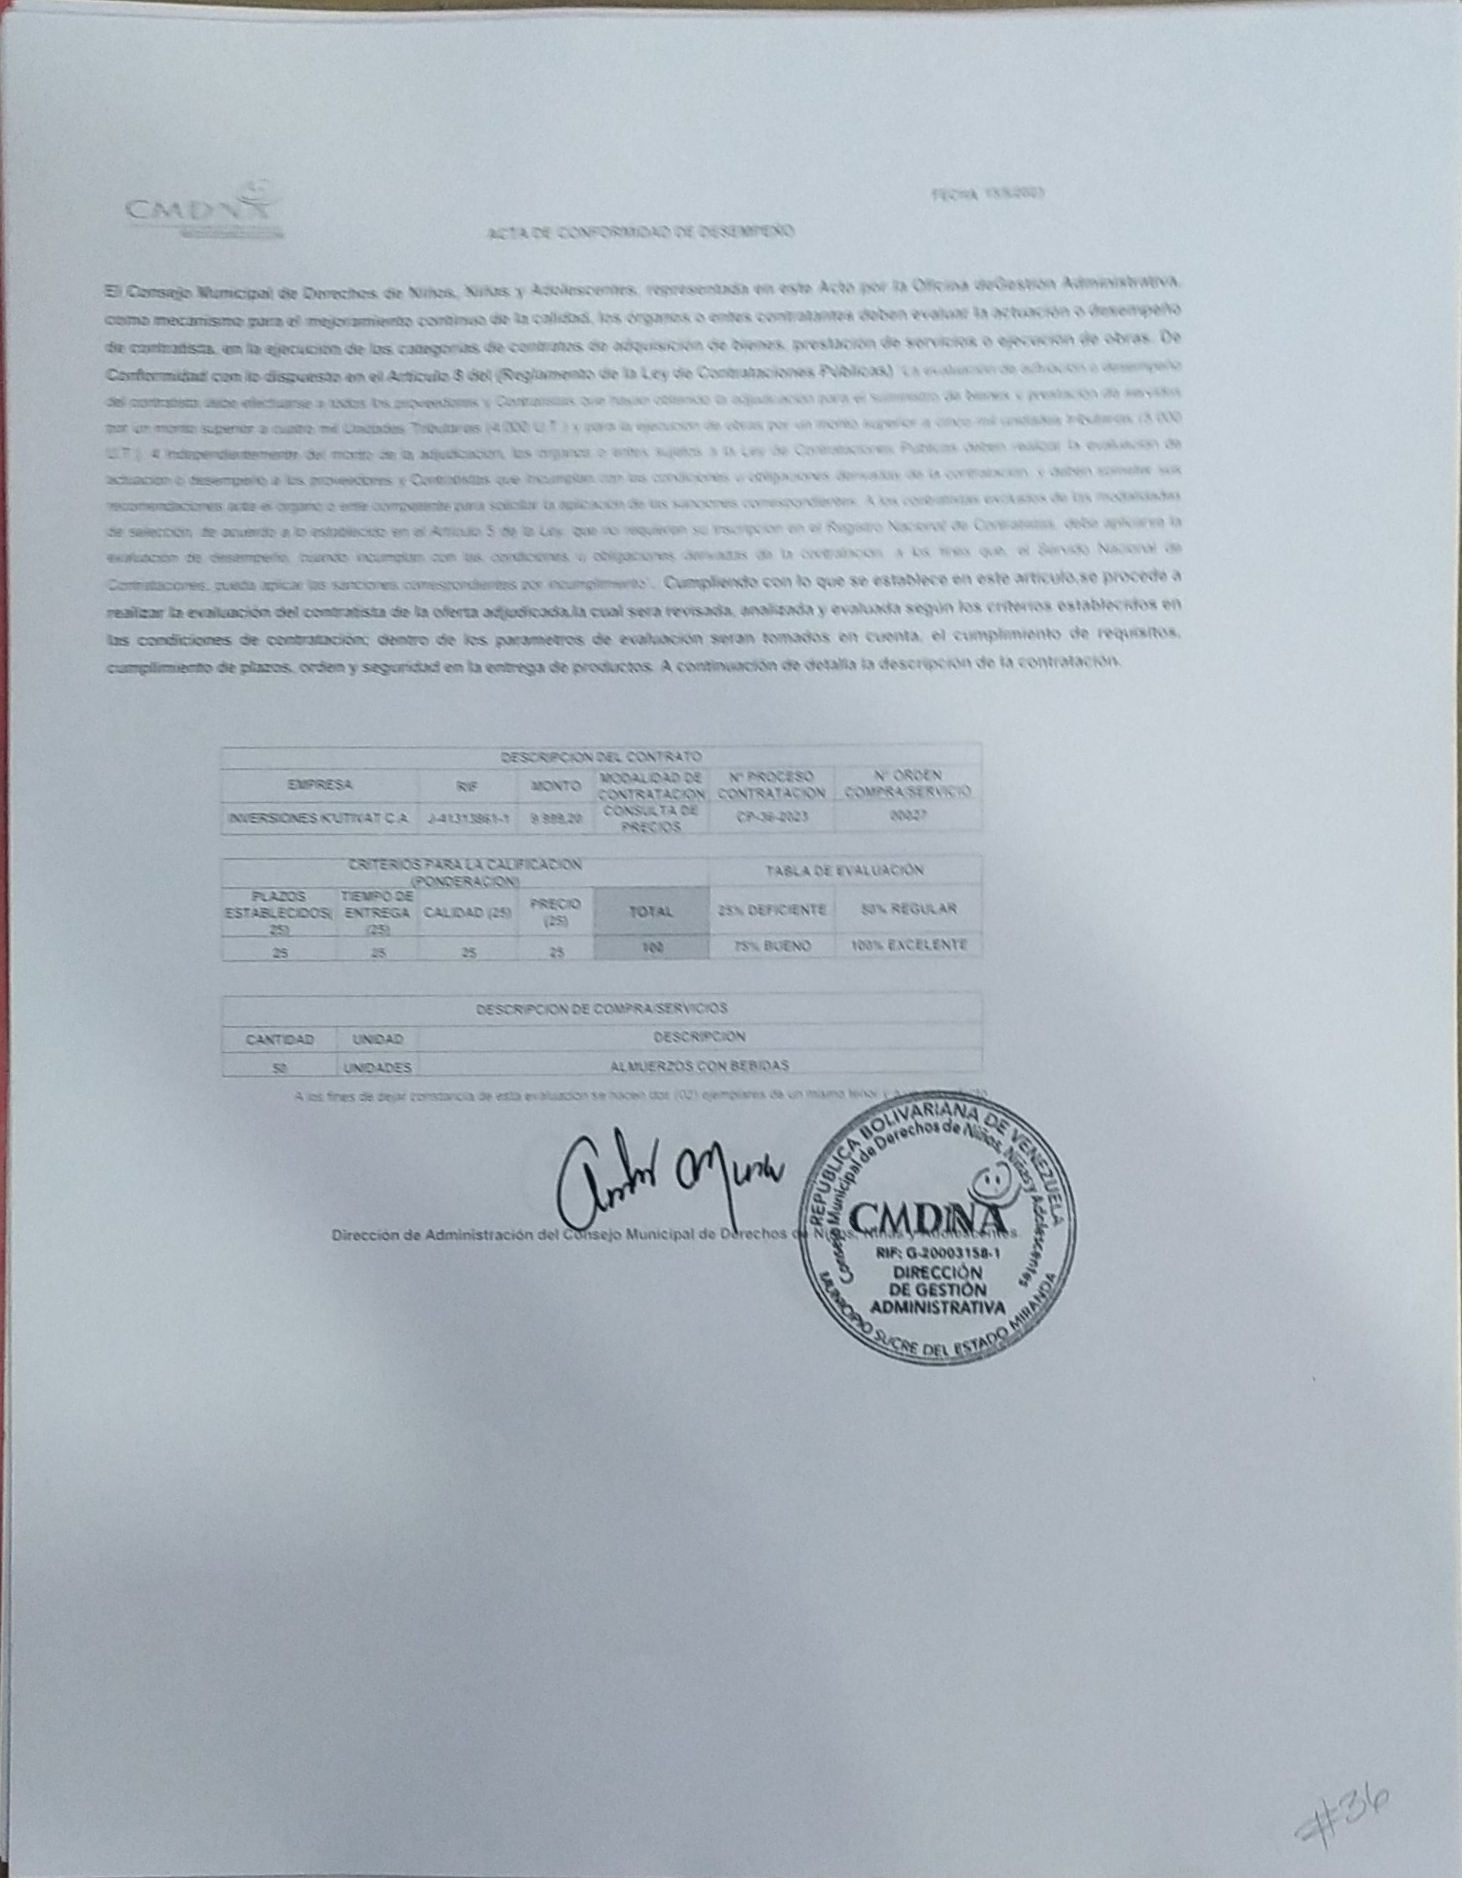 CMDNA
FECHA
ACTA DE CONFORMIDAD DE DESEMPEÑO
El Consejo Municipal de Derechos de Niños, Niñas y Adolescentes, representada en este Acto por la Oficina deGestión Administrativa,
como mecanismo para el mejoramiento continuo de la calidad, los órganos o entes contratantes deben evaluar la actuación o desempeño
de contratista, en la ejecución de las categorías de contratos de adquisición de bienes, prestación de servicios o ejecución de obras. De
Conformidad con lo dispuesto en el Artículo 8 del (Reglamento de la Ley de Contrataciones Públicas) "La evaluación de actuación o desempeño
del contratista debe efectuarse a todos los proveedores y Contratistas que hayan obtenido la adjudicación para el suministro de bienes y prestación de servicios
por un monto superior a cuatro mil Unidades Tributarias (4.000 U.T.) y para la ejecución de obras por un monto superior a cinco mil unidades tributarias (5.000
U.T.). Independientemente del monto de la adjudicación, los órganos o entes sujetos a la Ley de Contrataciones Públicas deben realizar la evaluación de
actuación o desempeño a los proveedores y Contratistas que incumplan con las condiciones u obligaciones derivadas de la contratación, y deben someter sus
recomendaciones ante el órgano o ente competente para solicitar la aplicación de las sanciones correspondientes. A los contratistas excluidos de las modalidades
de selección, de acuerdo a lo establecido en el Artículo 5 de la Ley, que no requieren su inscripción en el Registro Nacional de Contratistas, debe aplicarse la
evaluación de desempeño, cuando incumplan con las condiciones u obligaciones derivadas de la contratación, a los fines que, el Servicio Nacional de
Contrataciones, pueda aplicar las sanciones correspondientes por incumplimiento". Cumpliendo con lo que se establece en este artículo,se procede a
realizar la evaluación del contratista de la oferta adjudicada,la cual sera revisada, analizada y evaluada según los criterios establecidos en
las condiciones de contratación; dentro de los parametros de evaluación seran tomados en cuenta, el cumplimiento de requisitos,
cumplimiento de plazos, orden y seguridad en la entrega de productos. A continuación de detalla la descripción de la contratación.
DESCRIPCION DEL CONTRATO
EMPRESA RIF MONTO MODALIDAD DE CONTRATACION N° PROCESO CONTRATACION N° ORDEN COMPRA/SERVICIO
INVERSIONES KUTIVAT C.A. J-41313861-1 CONSULTA DE PRECIOS CP-36-2023 00027
CRITERIOS PARA LA CALIFICACION (PONDERACION) TABLA DE EVALUACIÓN
PLAZOS ESTABLECIDOS( 25) TIEMPO DE ENTREGA (25) CALIDAD (25) PRECIO (25) TOTAL 25% DEFICIENTE 50% REGULAR
25 25 25 25 100 75% BUENO 100% EXCELENTE
DESCRIPCION DE COMPRA/SERVICIOS
CANTIDAD UNIDAD DESCRIPCION
50 UNIDADES ALMUERZOS CON BEBIDAS
A los fines de dejar constancia de esta evaluacion se hacen dos (02) ejemplares de un mismo tenor y
Dirección de Administración del Consejo Municipal de Derechos de Niños, Niñas y Adolescentes
REPÚBLICA BOLIVARIANA DE VENEZUELA
Consejo Municipal de Derechos de Niños, Niñas y Adolescentes
CMDNA
RIF: G-20003158-1
DIRECCIÓN
DE GESTIÓN
ADMINISTRATIVA
MUNICIPIO SUCRE DEL ESTADO MIRANDA
#36